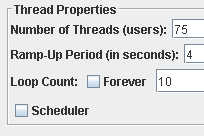 Thread Properties
Number of Threads (users): 75
Ramp-Up Period (in seconds): 4
Loop Count: Forever 10
Scheduler